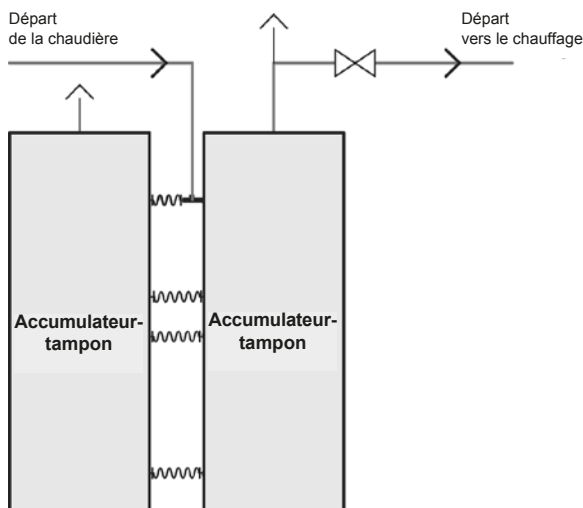 Départ
de la chaudière
Départ
vers le chauffage
Accumulateur-
tampon
Accumulateur-
tampon